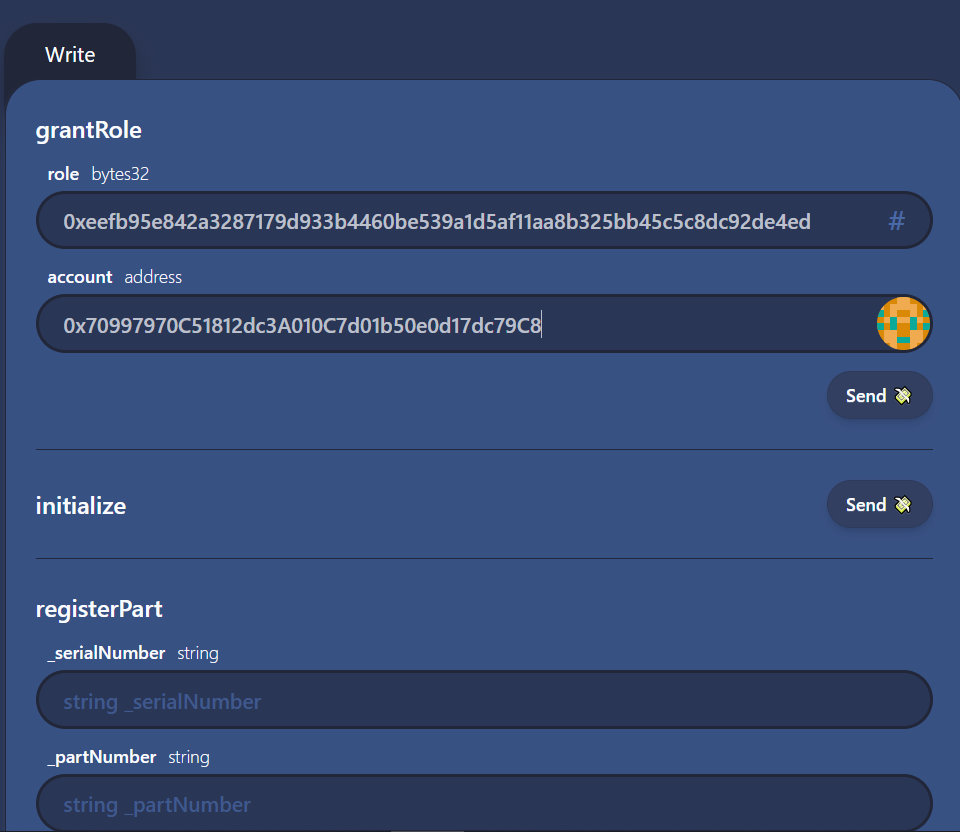 Write
grantRole
role bytes32
0xeefb95e842a3287179d933b4460be539a1d5af11aa8b325bb45c5c8dc92de4ed
#
account address
0x70997970C51812dc3A010C7d01b50e0d17dc79C8
Send 💸
initialize
Send 💸
registerPart
_serialNumber string
string _serialNumber
_partNumber string
string _partNumber